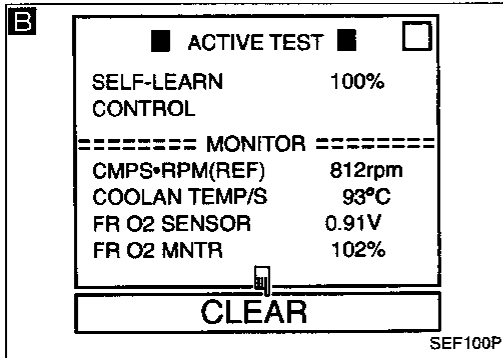 B
■ ACTIVE TEST ■
SELF-LEARN 100%
CONTROL
======== MONITOR ========
CMPS•RPM(REF) 812rpm
COOLAN TEMP/S 93°C
FR O2 SENSOR 0.91V
FR O2 MNTR 102%
CLEAR
SEF100P